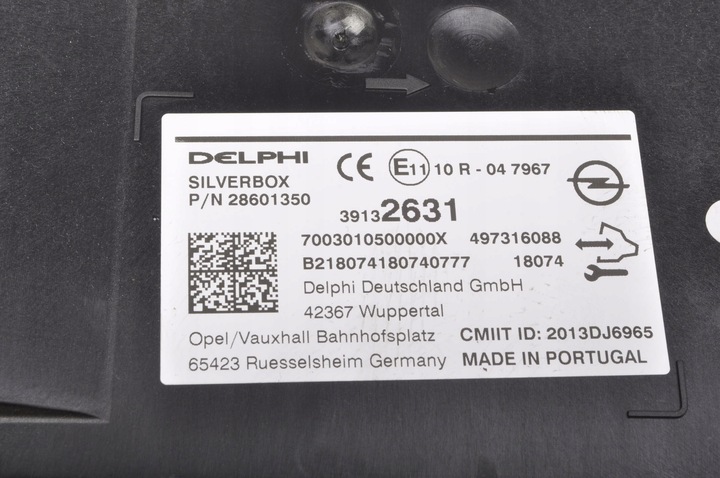 DELPHI
SILVERBOX
P/N 28601350
CE E11 10 R - 04 7967
39132631
7003010500000X 497316088
B218074180740777 18074
Delphi Deutschland GmbH
42367 Wuppertal
Opel/Vauxhall Bahnhofsplatz CMIIT ID: 2013DJ6965
65423 Ruesselsheim Germany MADE IN PORTUGAL